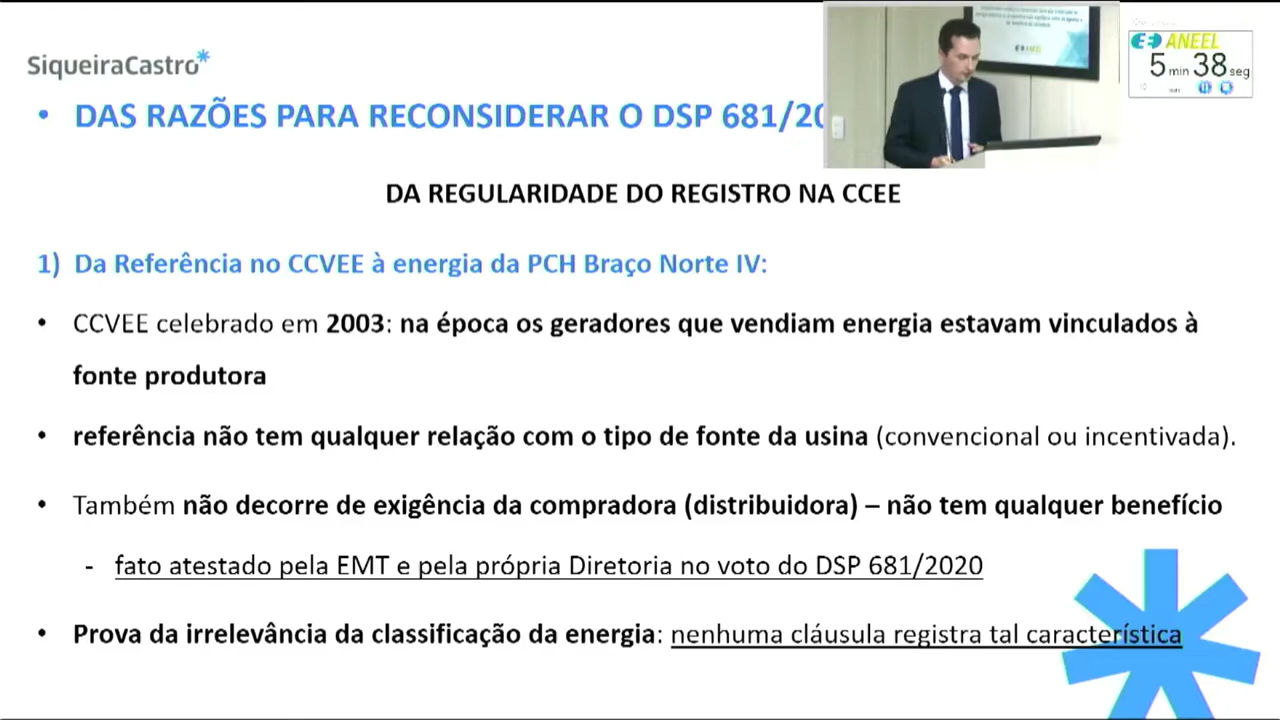 SiqueiraCastro
ANEEL
5 min 38 seg
• DAS RAZÕES PARA RECONSIDERAR O DSP 681/20
DA REGULARIDADE DO REGISTRO NA CCEE
1) Da Referência no CCVEE à energia da PCH Braço Norte IV:
• CCVEE celebrado em 2003: na época os geradores que vendiam energia estavam vinculados à
fonte produtora
• referência não tem qualquer relação com o tipo de fonte da usina (convencional ou incentivada).
• Também não decorre de exigência da compradora (distribuidora) – não tem qualquer benefício
- fato atestado pela EMT e pela própria Diretoria no voto do DSP 681/2020
• Prova da irrelevância da classificação da energia: nenhuma cláusula registra tal característica